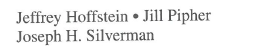 Jeffrey Hoffstein • Jill Pipher
Joseph H. Silverman